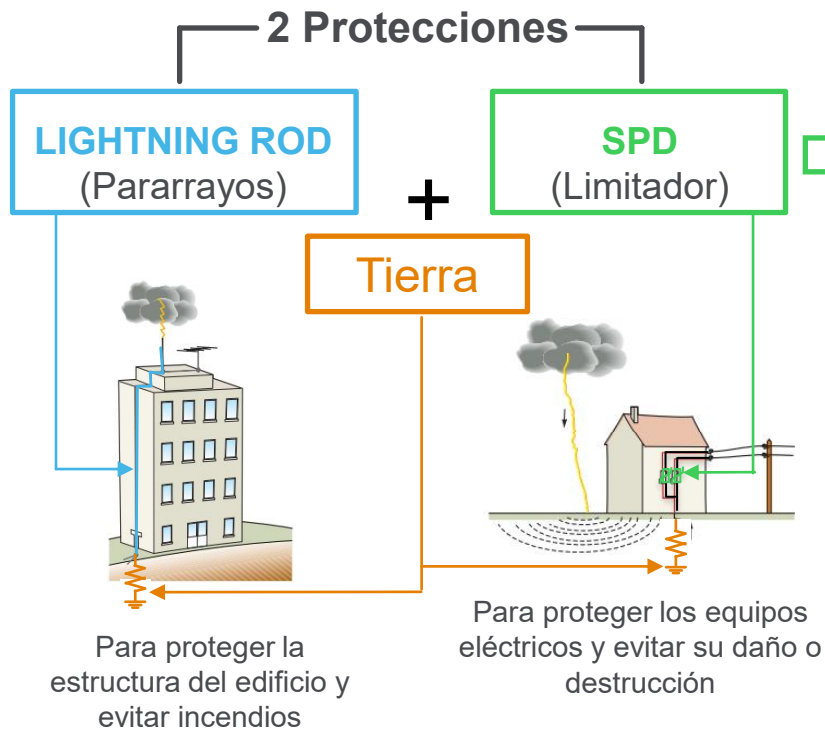 2 Protecciones
LIGHTNING ROD
(Pararrayos)
+
SPD
(Limitador)
Tierra
Para proteger la
estructura del edificio y
evitar incendios
Para proteger los equipos
eléctricos y evitar su daño o
destrucción